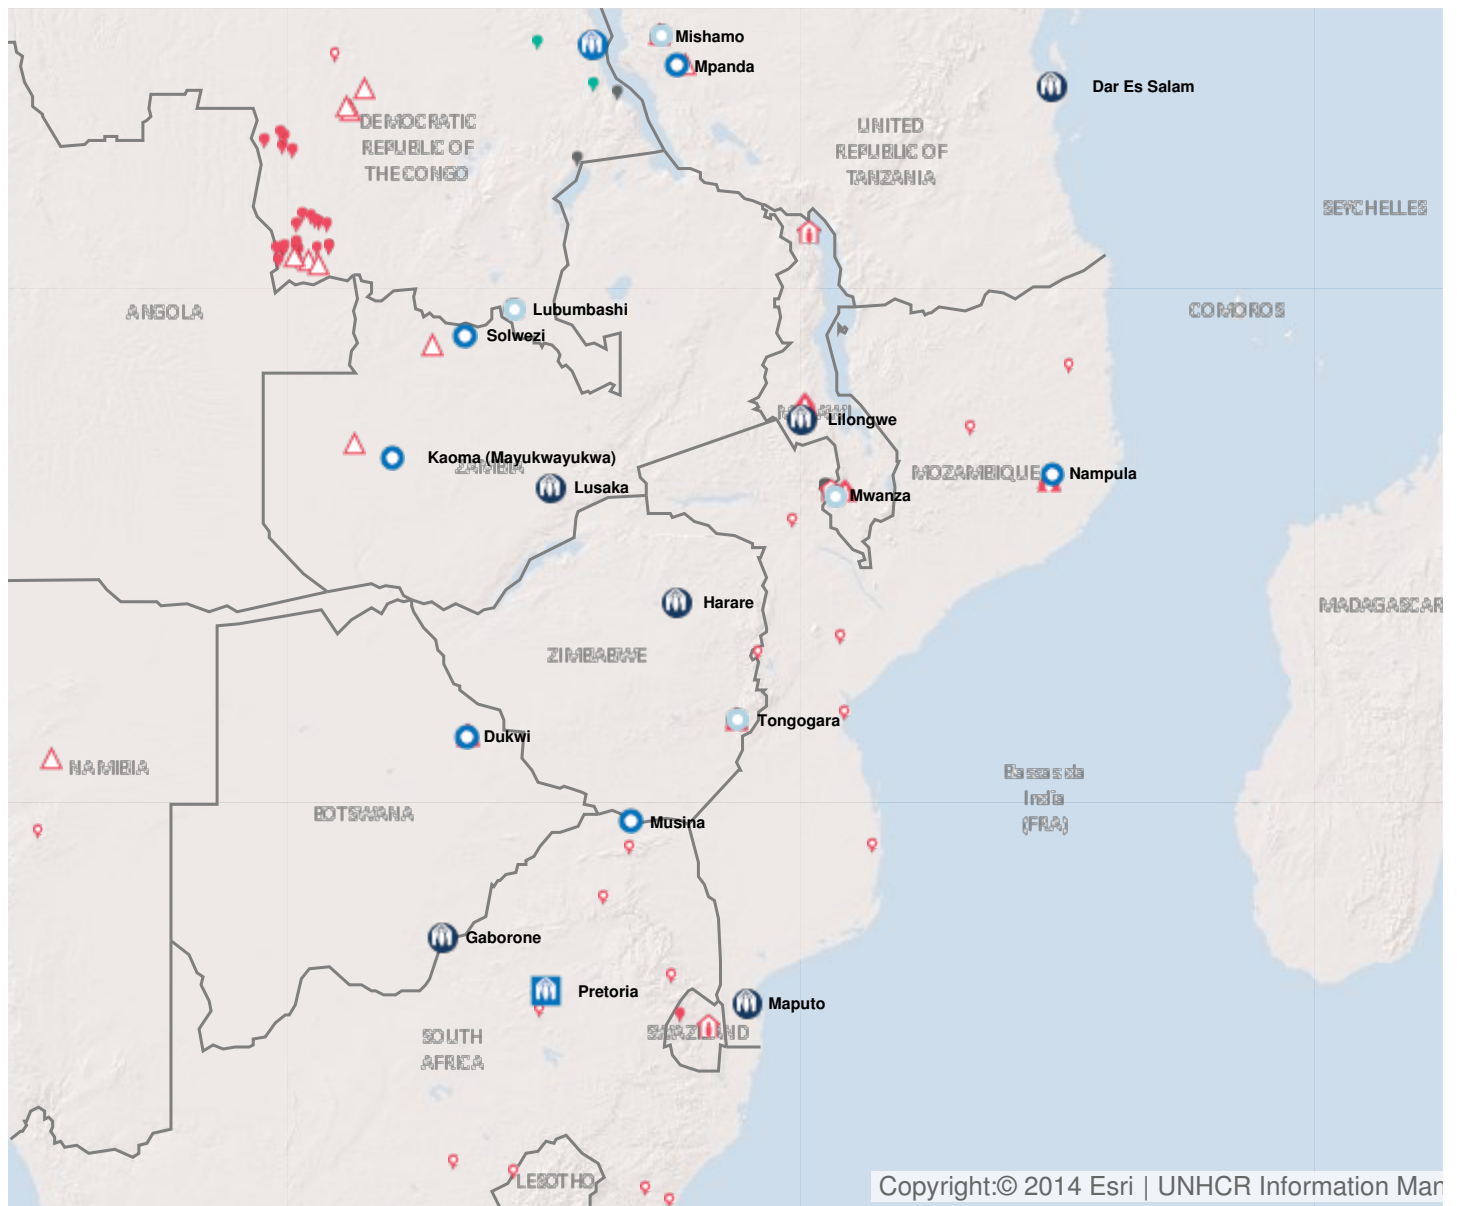 Mishamo
Mpanda
Dar Es Salam
DEMOCRATIC
REPUBLIC OF
THE CONGO
UNITED
REPUBLIC OF
TANZANIA
SEYCHELLES
ANGOLA
Lubumbashi
COMOROS
Solwezi
Lilongwe
Kaoma (Mayukwayukwa)
ZAMBIA
MOZAMBIQUE
Nampula
Lusaka
Mwanza
Harare
MADAGASCAR
ZIMBABWE
Tongogara
Dukwi
NAMIBIA
Bassas da
India
(FRA)
BOTSWANA
Musina
Gaborone
Pretoria
Maputo
SWAZILAND
SOUTH
AFRICA
LESOTHO
Copyright:© 2014 Esri | UNHCR Information Man